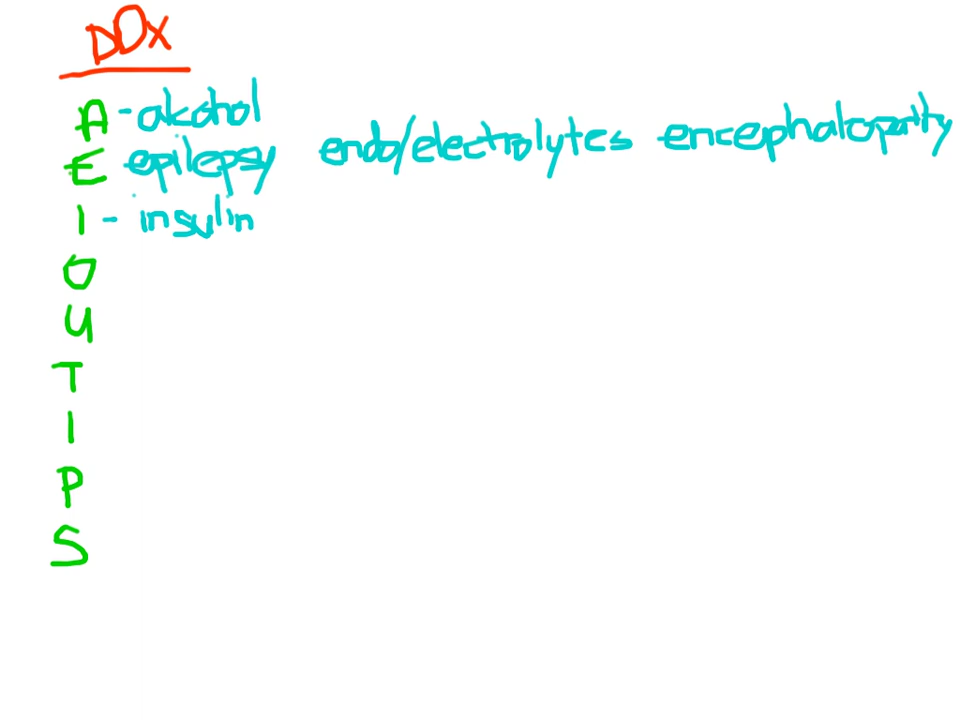 DDx
A - alcohol
E epilepsy endo/electrolytes encephalopathy
I - insulin
O
U
T
I
P
S